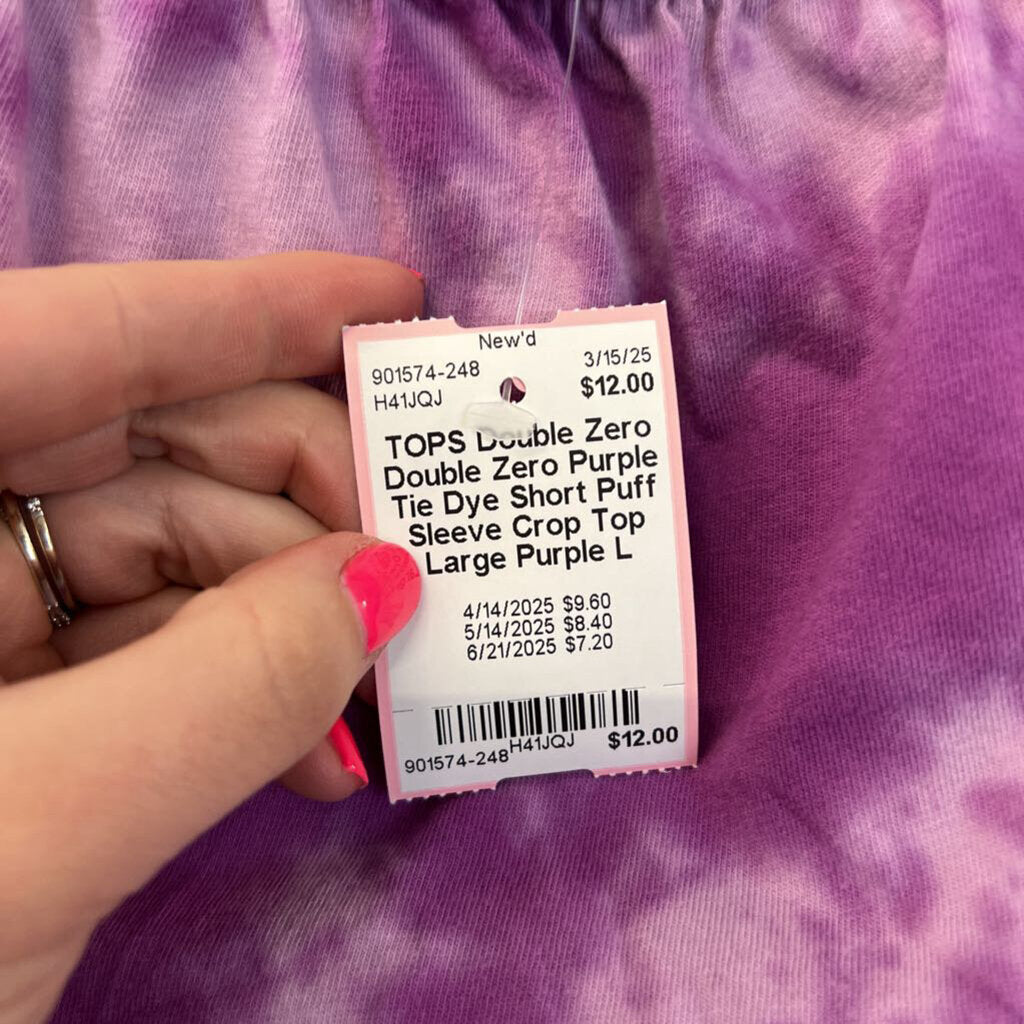 New'd
901574-248 3/15/25
H41JQJ $12.00
TOPS Double Zero
Double Zero Purple
Tie Dye Short Puff
Sleeve Crop Top
Large Purple L
4/14/2025 $9.60
5/14/2025 $8.40
6/21/2025 $7.20
901574-248 H41JQJ $12.00